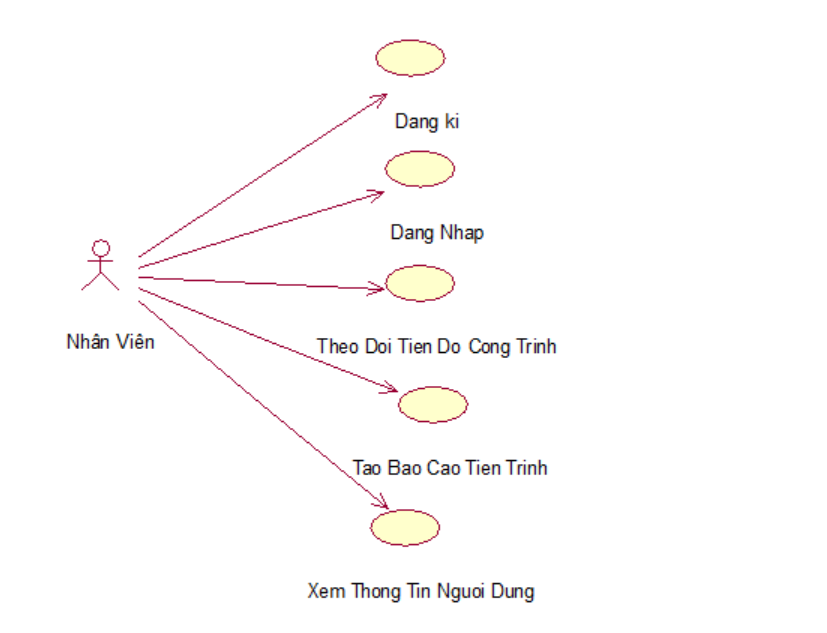 Dang ki
Dang Nhap
Nhân Viên
Theo Doi Tien Do Cong Trinh
Tao Bao Cao Tien Trinh
Xem Thong Tin Nguoi Dung